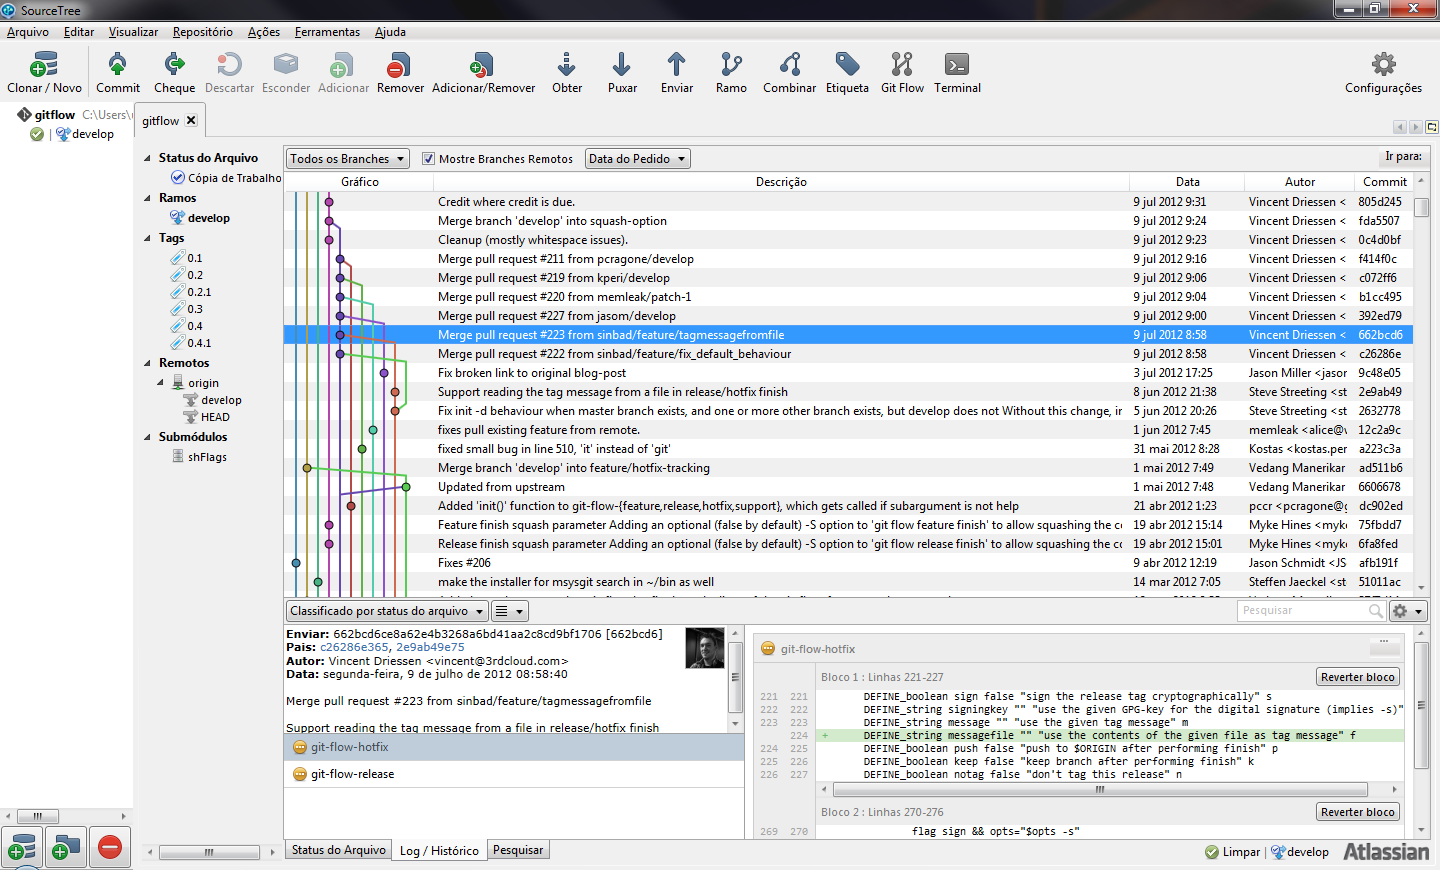 SourceTree
Arquivo Editar Visualizar Repositório Ações Ferramentas Ajuda
Clonar / Novo Commit Cheque Descartar Esconder Adicionar Remover Adicionar/Remover Obter Puxar Enviar Ramo Combinar Etiqueta Git Flow Terminal Configurações
gitflow C:\Users\
develop
gitflow
Status do Arquivo
Cópia de Trabalho
Ramos
develop
Tags
0.1
0.2
0.2.1
0.3
0.4
0.4.1
Remotos
origin
develop
HEAD
Submódulos
shFlags
Todos os Branches Mostre Branches Remotos Data do Pedido Ir para:
Gráfico Descrição Data Autor Commit
Credit where credit is due. 9 jul 2012 9:31 Vincent Driessen < 805d245
Merge branch 'develop' into squash-option 9 jul 2012 9:24 Vincent Driessen < fda5507
Cleanup (mostly whitespace issues). 9 jul 2012 9:23 Vincent Driessen < 0c4d0bf
Merge pull request #211 from pcragone/develop 9 jul 2012 9:16 Vincent Driessen < f414f0c
Merge pull request #219 from kperi/develop 9 jul 2012 9:06 Vincent Driessen < c072ff6
Merge pull request #220 from memleak/patch-1 9 jul 2012 9:04 Vincent Driessen < b1cc495
Merge pull request #227 from jasom/develop 9 jul 2012 9:00 Vincent Driessen < 392ed79
Merge pull request #223 from sinbad/feature/tagmessagefromfile 9 jul 2012 8:58 Vincent Driessen < 662bcd6
Merge pull request #222 from sinbad/feature/fix_default_behaviour 9 jul 2012 8:58 Vincent Driessen < c26286e
Fix broken link to original blog-post 3 jul 2012 17:25 Jason Miller <jasor 9c48e05
Support reading the tag message from a file in release/hotfix finish 8 jun 2012 21:38 Steve Streeting <st 2e9ab49
Fix init -d behaviour when master branch exists, and one or more other branch exists, but develop does not Without this change, ir 5 jun 2012 20:26 Steve Streeting <st 2632778
fixes pull existing feature from remote. 1 jun 2012 7:45 memleak <alice@v 12c2a9c
fixed small bug in line 510, 'it' instead of 'git' 31 mai 2012 8:28 Kostas <kostas.per a223c3a
Merge branch 'develop' into feature/hotfix-tracking 1 mai 2012 7:49 Vedang Manerikar ad511b6
Updated from upstream 1 mai 2012 7:48 Vedang Manerikar 6606678
Added 'init()' function to git-flow-{feature,release,hotfix,support}, which gets called if subargument is not help 21 abr 2012 1:23 pccr <pcragone@g dc902ed
Feature finish squash parameter Adding an optional (false by default) -S option to 'git flow feature finish' to allow squashing the cc 19 abr 2012 15:14 Myke Hines <myke 75fbdd7
Release finish squash parameter Adding an optional (false by default) -S option to 'git flow release finish' to allow squashing the cc 19 abr 2012 15:01 Myke Hines <myke 6fa8fed
Fixes #206 9 abr 2012 12:19 Jason Schmidt <JS afb191f
make the installer for msysgit search in ~/bin as well 14 mar 2012 7:05 Steffen Jaeckel <st 51011ac
Classificado por status do arquivo Pesquisar
Enviar: 662bcd6ce8a62e4b3268a6bd41aa2c8cd9bf1706 [662bcd6]
Pais: c26286e365, 2e9ab49e75
Autor: Vincent Driessen <vincent@3rdcloud.com>
Data: segunda-feira, 9 de julho de 2012 08:58:40
Merge pull request #223 from sinbad/feature/tagmessagefromfile
Support reading the tag message from a file in release/hotfix finish
git-flow-hotfix
git-flow-release
git-flow-hotfix
Bloco 1 : Linhas 221-227 Reverter bloco
221 221 DEFINE_boolean sign false "sign the release tag cryptographically" s
222 222 DEFINE_string signingkey "" "use the given GPG-key for the digital signature (implies -s)"
223 223 DEFINE_string message "" "use the given tag message" m
224 + DEFINE_string messagefile "" "use the contents of the given file as tag message" f
224 225 DEFINE_boolean push false "push to $ORIGIN after performing finish" p
225 226 DEFINE_boolean keep false "keep branch after performing finish" k
226 227 DEFINE_boolean notag false "don't tag this release" n
Bloco 2 : Linhas 270-276 Reverter bloco
269 270 flag sign && opts="$opts -s"
Status do Arquivo Log / Histórico Pesquisar
Limpar | develop Atlassian